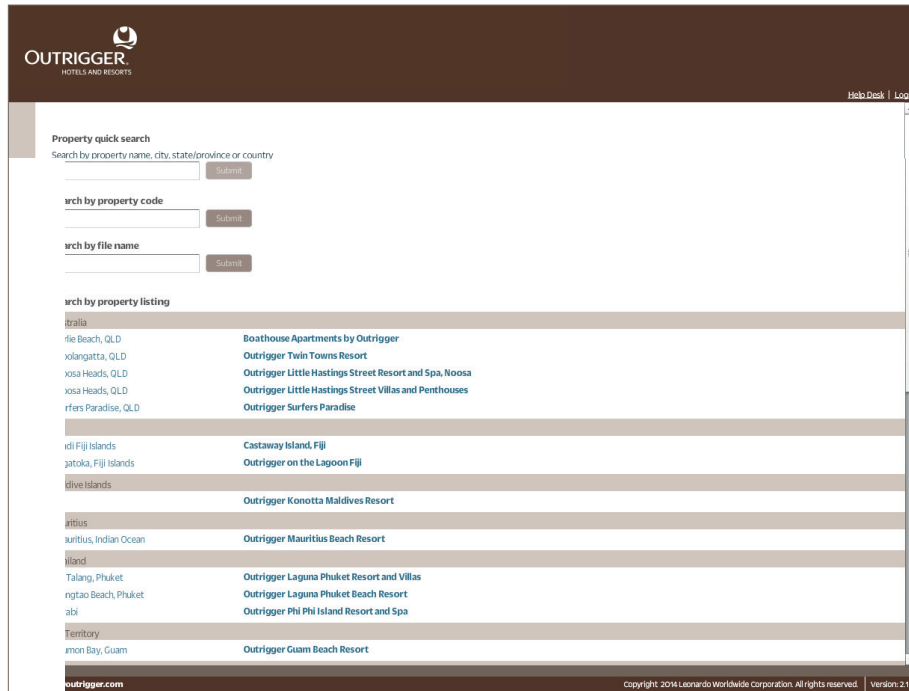 OUTRIGGER
HOTELS AND RESORTS
Help Desk | Log
Property quick search
Search by property name, city, state/province or country
Submit
arch by property code
Submit
arch by file name
Submit
arch by property listing
stralia
lie Beach, QLD Boathouse Apartments by Outrigger
olangatta, QLD Outrigger Twin Towns Resort
oosa Heads, QLD Outrigger Little Hastings Street Resort and Spa, Noosa
oosa Heads, QLD Outrigger Little Hastings Street Villas and Penthouses
rfers Paradise, QLD Outrigger Surfers Paradise
di Fiji Islands Castaway Island, Fiji
gatoka, Fiji Islands Outrigger on the Lagoon Fiji
dive Islands
Outrigger Konotta Maldives Resort
uritius
auritius, Indian Ocean Outrigger Mauritius Beach Resort
iland
Talang, Phuket Outrigger Laguna Phuket Resort and Villas
ngtao Beach, Phuket Outrigger Laguna Phuket Beach Resort
abi Outrigger Phi Phi Island Resort and Spa
Territory
mon Bay, Guam Outrigger Guam Beach Resort
outrigger.com Copyright 2014 Leonardo Worldwide Corporation. All rights reserved. | Version: 2.1